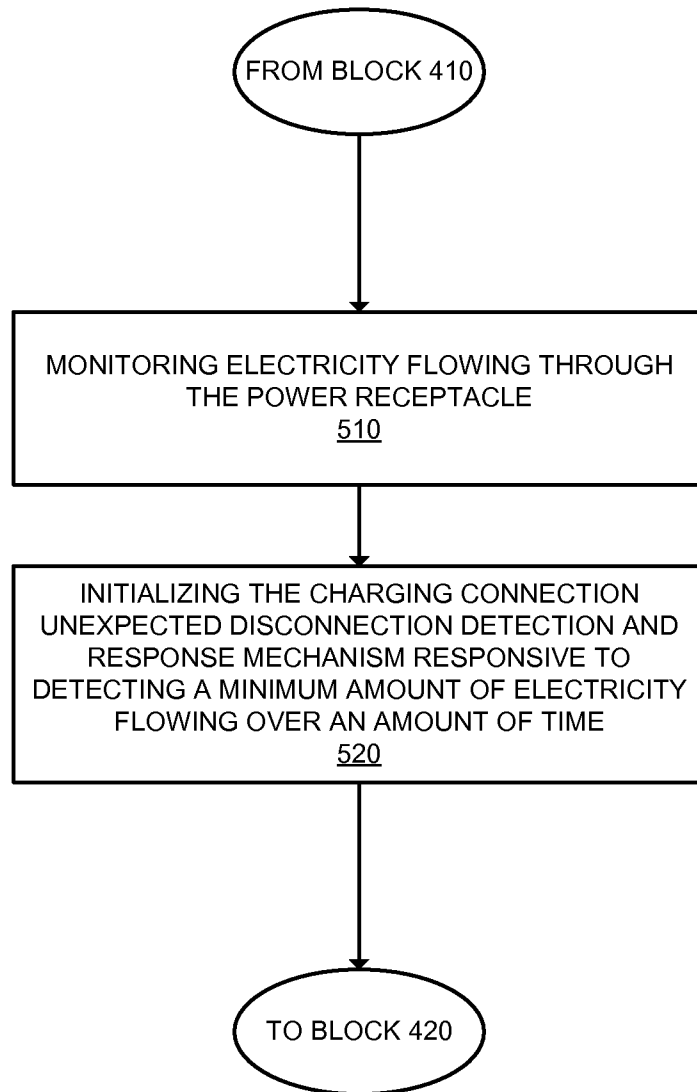 FROM BLOCK 410
MONITORING ELECTRICITY FLOWING THROUGH
THE POWER RECEPTACLE
510
INITIALIZING THE CHARGING CONNECTION
UNEXPECTED DISCONNECTION DETECTION AND
RESPONSE MECHANISM RESPONSIVE TO
DETECTING A MINIMUM AMOUNT OF ELECTRICITY
FLOWING OVER AN AMOUNT OF TIME
520
TO BLOCK 420